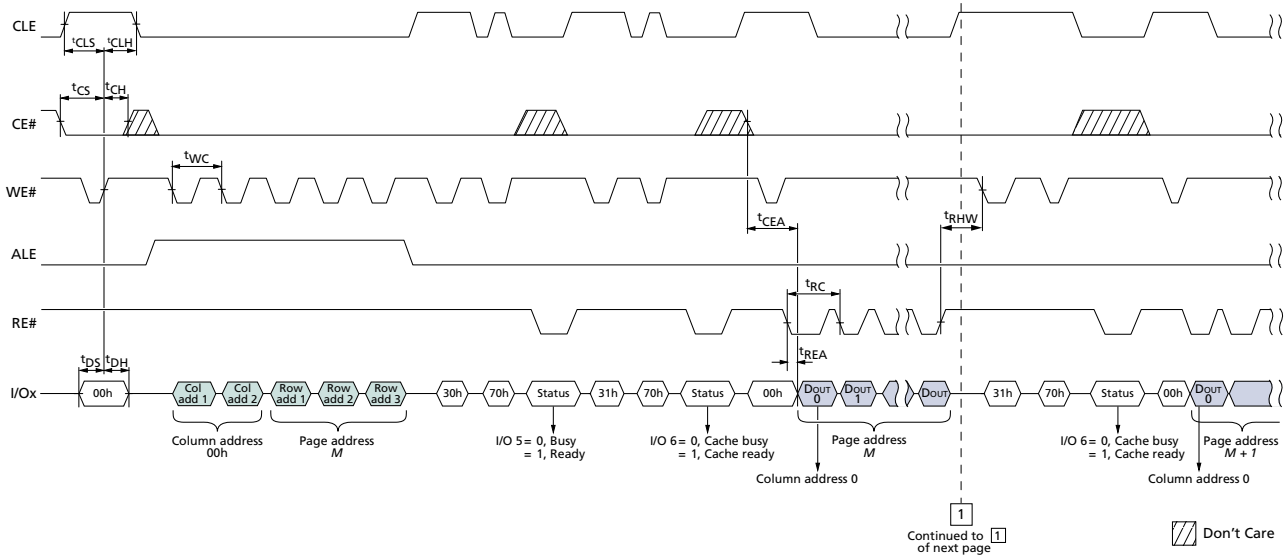 CLE
tCLS tCLH
tCS tCH
CE#
tWC
WE#
tCEA
tRHW
ALE
tRC
RE#
tREA
tDS tDH
I/Ox
00h
Col add 1
Col add 2
Row add 1
Row add 2
Row add 3
30h
70h
Status
31h
70h
Status
00h
DOUT 0
DOUT 1
DOUT
31h
70h
Status
00h
DOUT 0
Column address
00h
Page address
M
I/O 5 = 0, Busy
= 1, Ready
I/O 6 = 0, Cache busy
= 1, Cache ready
Page address
M
Column address 0
I/O 6 = 0, Cache busy
= 1, Cache ready
Page address
M + 1
Column address 0
1
Continued to 1
of next page
Don't Care